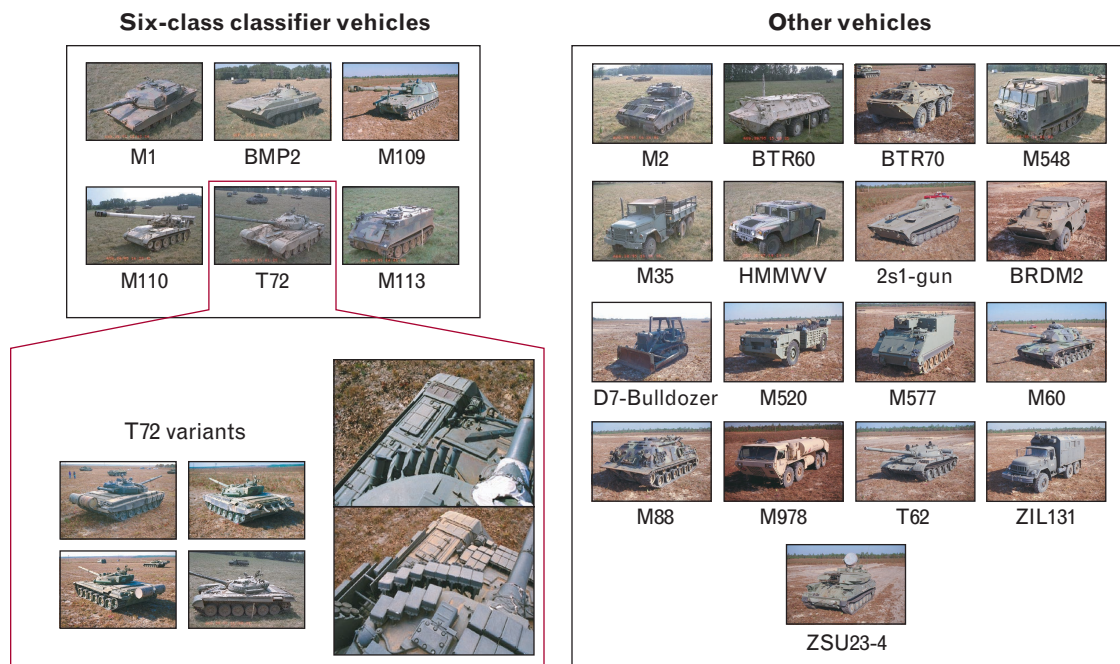 Six-class classifier vehicles
M1
BMP2
M109
M110
T72
M113
T72 variants
Other vehicles
M2
BTR60
BTR70
M548
M35
HMMWV
2s1-gun
BRDM2
D7-Bulldozer
M520
M577
M60
M88
M978
T62
ZIL131
ZSU23-4